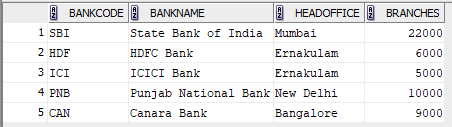 BANKCODE BANKNAME HEADOFFICE BRANCHES
1 SBI State Bank of India Mumbai 22000
2 HDF HDFC Bank Ernakulam 6000
3 ICI ICICI Bank Ernakulam 5000
4 PNB Punjab National Bank New Delhi 10000
5 CAN Canara Bank Bangalore 9000